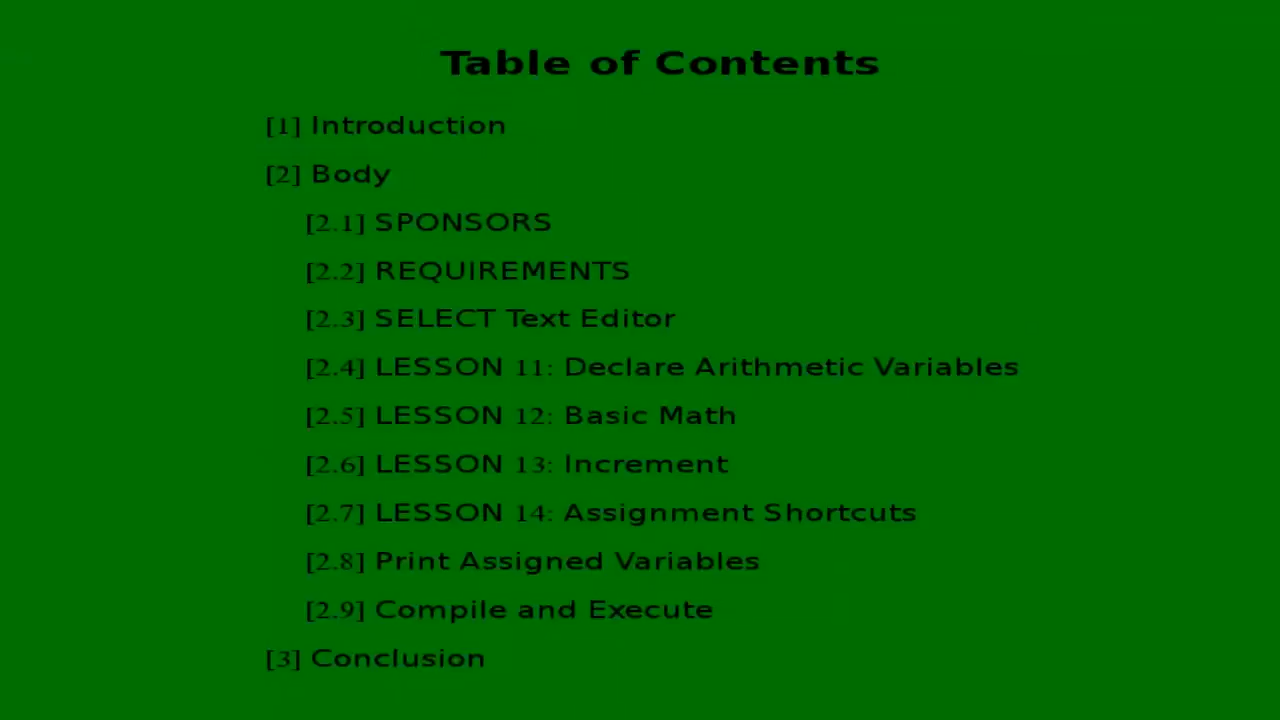 Table of Contents
[1] Introduction
[2] Body
[2.1] SPONSORS
[2.2] REQUIREMENTS
[2.3] SELECT Text Editor
[2.4] LESSON 11: Declare Arithmetic Variables
[2.5] LESSON 12: Basic Math
[2.6] LESSON 13: Increment
[2.7] LESSON 14: Assignment Shortcuts
[2.8] Print Assigned Variables
[2.9] Compile and Execute
[3] Conclusion